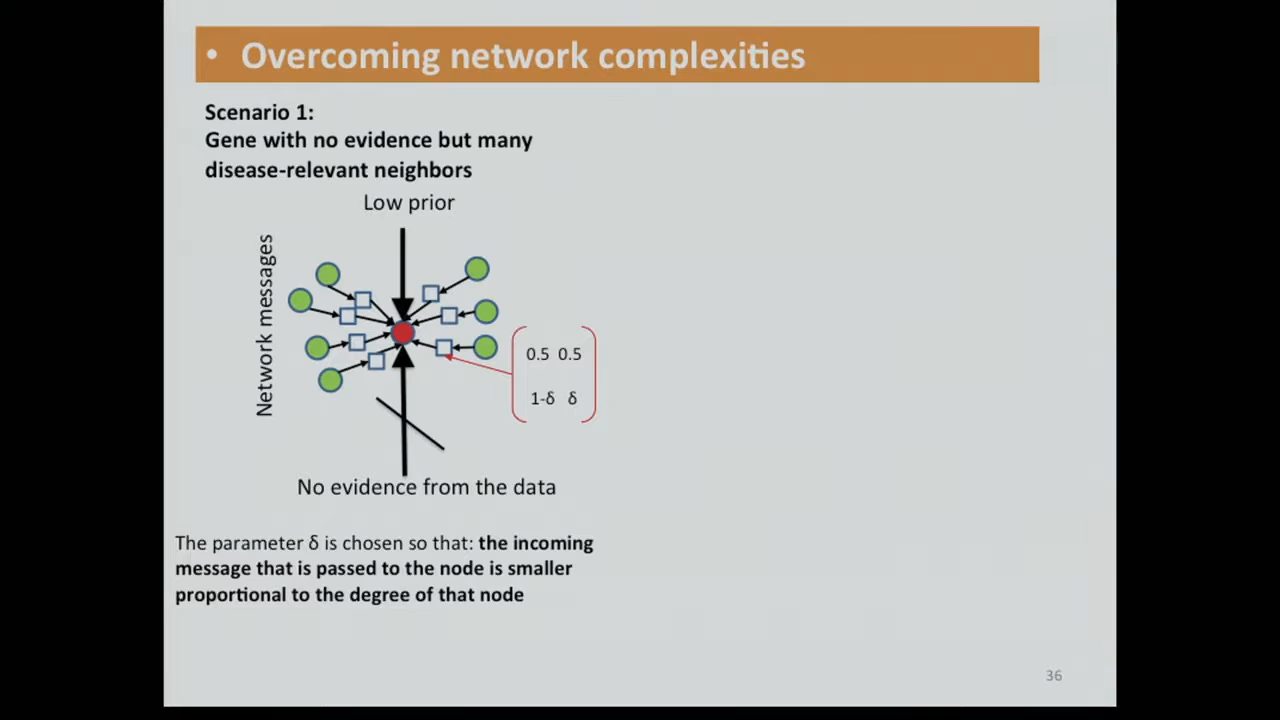 • Overcoming network complexities
Scenario 1:
Gene with no evidence but many
disease-relevant neighbors
Low prior
Network messages
0.5 0.5
1-δ δ
No evidence from the data
The parameter δ is chosen so that: the incoming
message that is passed to the node is smaller
proportional to the degree of that node
36